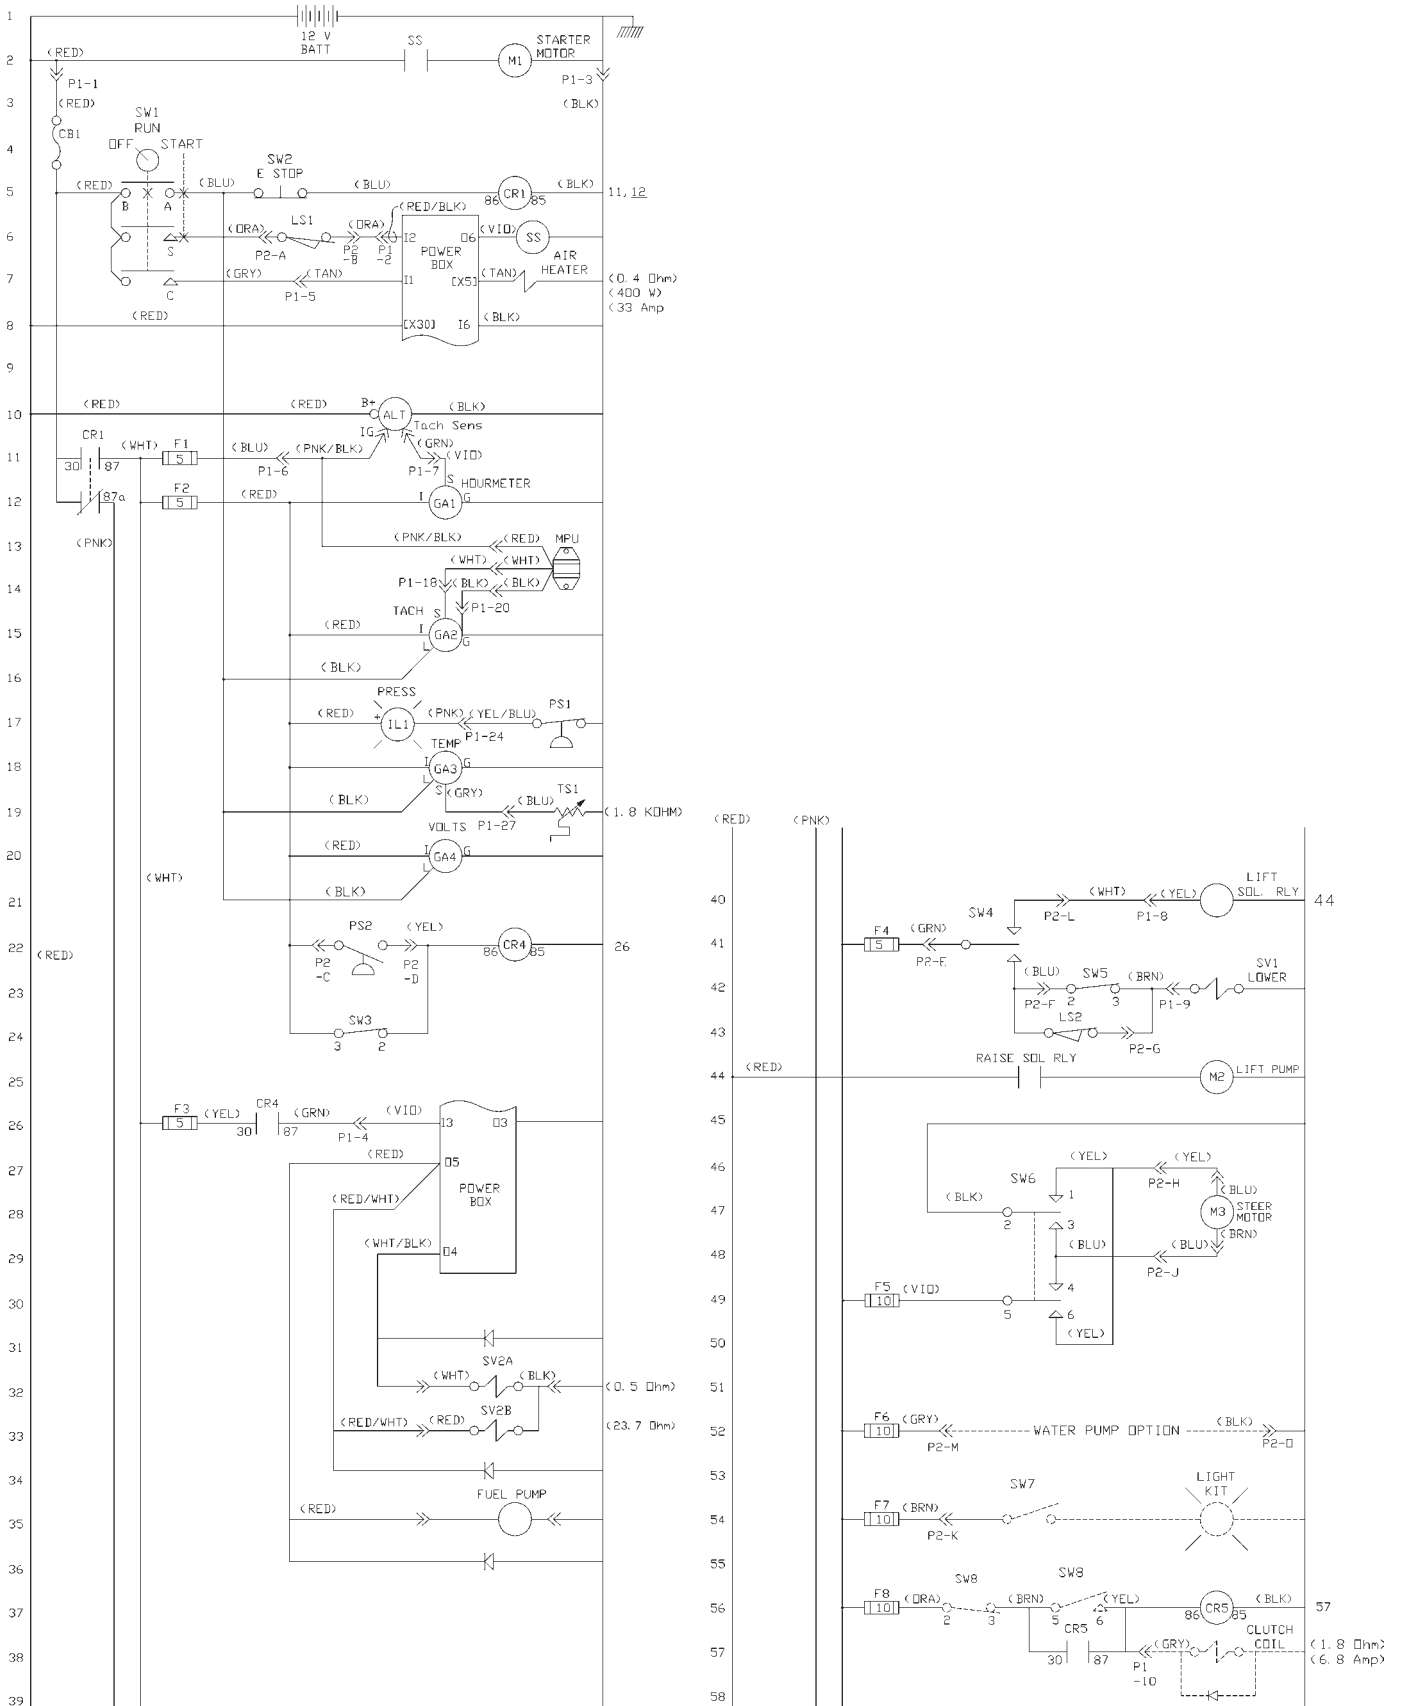 1
12 V
BATT
SS
STARTER
MOTOR
2
(RED)
M1
P1-1
P1-3
3
(RED)
(BLK)
SW1
RUN
CB1
OFF
START
4
SW2
E STOP
5
(RED)
(BLU)
(BLU)
CR1
86
85
(BLK)
11, 12
B
A
(RED/BLK)
6
(ORA)
LS1
(ORA)
I2
O6
(VIO)
SS
S
P2-A
P2
-B
P1
-2
POWER
BOX
AIR
HEATER
7
(GRY)
(TAN)
I1
[X5]
(TAN)
(0.4 Ohm)
(400 W)
(33 Amp
C
P1-5
8
(RED)
[X30]
I6
(BLK)
9
10
(RED)
(RED)
B+
ALT
(BLK)
IG
Tach Sens
CR1
11
(WHT)
F1
5
(BLU)
(PNK/BLK)
(GRN)
(VIO)
30
87
P1-6
P1-7
12
87a
F2
5
(RED)
I
S
GA1
G
HOURMETER
13
(PNK)
(PNK/BLK)
(RED)
MPU
(WHT)
(WHT)
14
P1-18
(BLK)
(BLK)
TACH
S
P1-20
15
(RED)
I
GA2
G
L
16
(BLK)
PRESS
17
(RED)
+
IL1
(PNK)
(YEL/BLU)
PS1
P1-24
TEMP
18
I
GA3
G
L
19
(BLK)
S
(GRY)
(BLU)
TS1
(1.8 KOHM)
VOLTS
P1-27
20
(RED)
I
GA4
G
L
21
(WHT)
(BLK)
22
(RED)
PS2
(YEL)
86
CR4
85
26
P2
-C
P2
-D
23
24
SW3
3
2
25
26
F3
5
(YEL)
CR4
30
87
(GRN)
(VIO)
I3
O3
P1-4
27
(RED)
O5
(RED/WHT)
POWER
BOX
28
29
(WHT/BLK)
O4
30
31
SV2A
32
(WHT)
(BLK)
(0.5 Ohm)
SV2B
33
(RED/WHT)
(RED)
(23.7 Ohm)
34
FUEL PUMP
35
(RED)
36
37
38
39
(RED)
(PNK)
40
SW4
(WHT)
(YEL)
LIFT
SOL. RLY
44
P2-L
P1-8
41
F4
5
(GRN)
P2-E
42
(BLU)
SW5
(BRN)
SV1
LOWER
P2-F
2
3
P1-9
43
LS2
P2-G
44
(RED)
RAISE SOL RLY
M2
LIFT PUMP
45
46
(YEL)
(YEL)
SW6
P2-H
47
(BLK)
2
1
3
(BLU)
M3
STEER
MOTOR
(BRN)
48
(BLU)
(BLU)
P2-J
49
F5
10
(VIO)
5
4
6
50
(YEL)
51
52
F6
10
(GRY)
WATER PUMP OPTION
(BLK)
P2-M
P2-O
53
SW7
LIGHT
KIT
54
F7
10
(BRN)
P2-K
55
56
SW8
SW8
F8
10
(ORA)
2
3
(BRN)
5
6
(YEL)
86
CR5
85
(BLK)
57
57
CR5
30
87
(GRY)
CLUTCH
COIL
(1.8 Ohm)
(6.8 Amp)
P1
-10
58